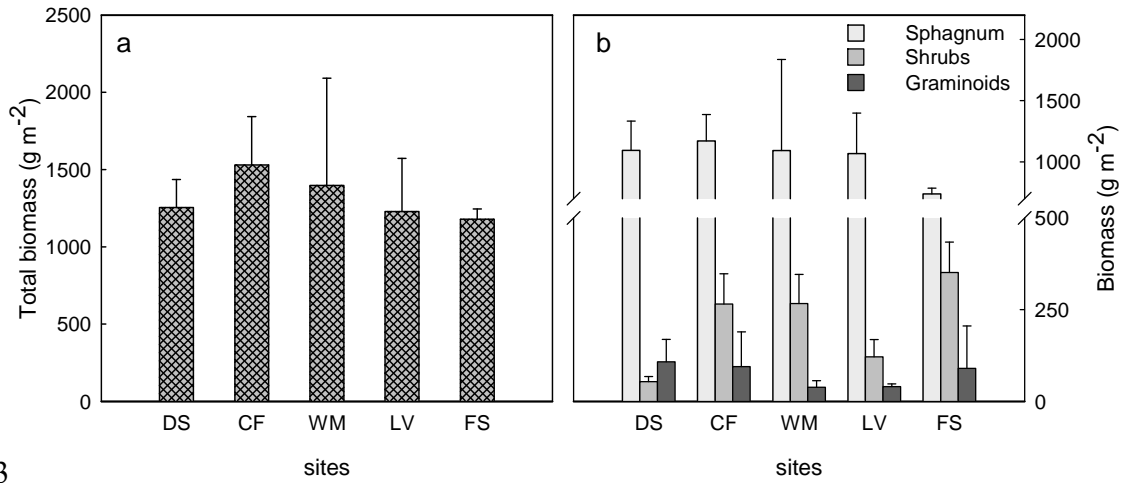 a
Total biomass (g m-2)
2500
2000
1500
1000
500
0
DS CF WM LV FS
sites
b
Sphagnum
Shrubs
Graminoids
Biomass (g m-2)
2000
1500
1000
500
250
0
DS CF WM LV FS
sites
3